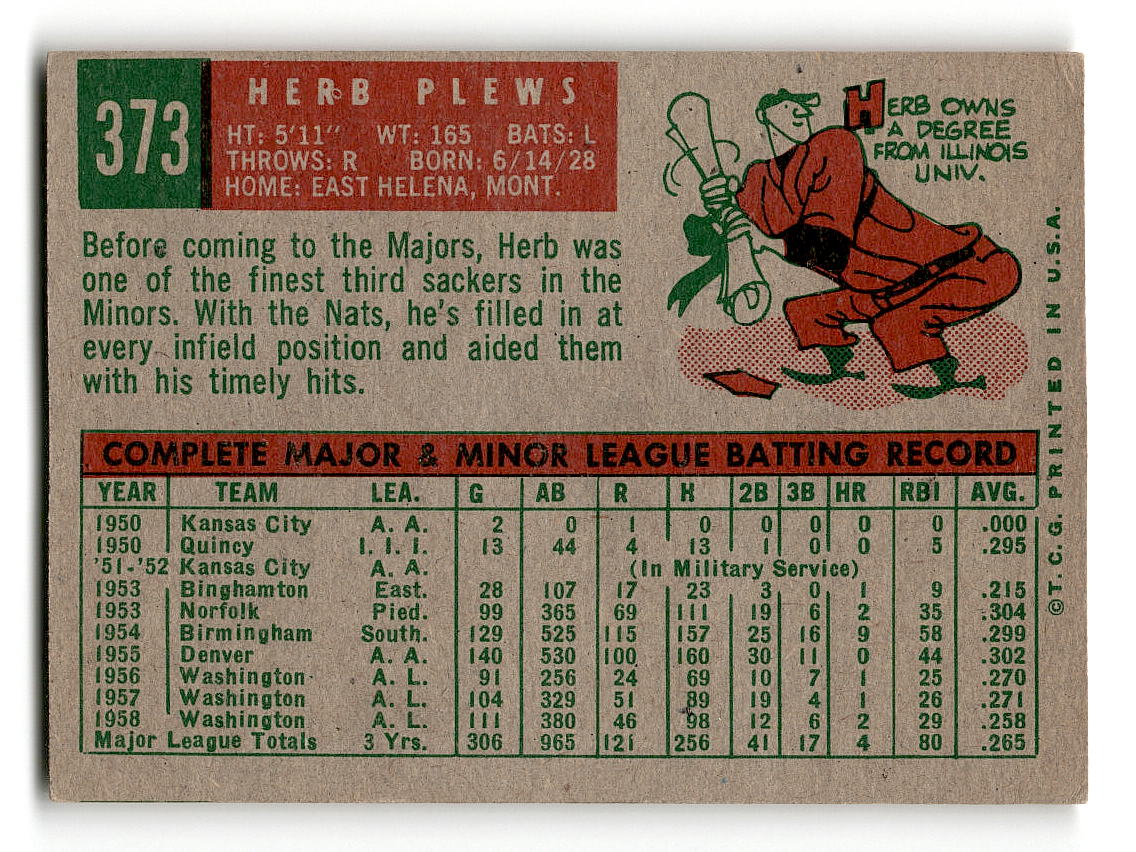 373
HERB PLEWS
HT: 5'11" WT: 165 BATS: L
THROWS: R BORN: 6/14/28
HOME: EAST HELENA, MONT.
HERB OWNS
A DEGREE
FROM ILLINOIS
UNIV.
Before coming to the Majors, Herb was
one of the finest third sackers in the
Minors. With the Nats, he's filled in at
every infield position and aided them
with his timely hits.
COMPLETE MAJOR & MINOR LEAGUE BATTING RECORD
YEAR TEAM LEA. G AB R H 2B 3B HR RBI AVG.
1950 Kansas City A. A. 2 0 1 0 0 0 0 0 .000
1950 Quincy I. I. I. 13 44 4 13 1 0 0 5 .295
'51-'52 Kansas City A. A. (In Military Service)
1953 Binghamton East. 28 107 17 23 3 0 1 9 .215
1953 Norfolk Pied. 99 365 69 111 19 6 2 35 .304
1954 Birmingham South. 129 525 115 157 25 16 9 58 .299
1955 Denver A. A. 140 530 100 160 30 11 0 44 .302
1956 Washington A. L. 91 256 24 69 10 7 1 25 .270
1957 Washington A. L. 104 329 51 89 19 4 1 26 .271
1958 Washington A. L. 111 380 46 98 12 6 2 29 .258
Major League Totals 3 Yrs. 306 965 121 256 41 17 4 80 .265
©T.C.G. PRINTED IN U.S.A.